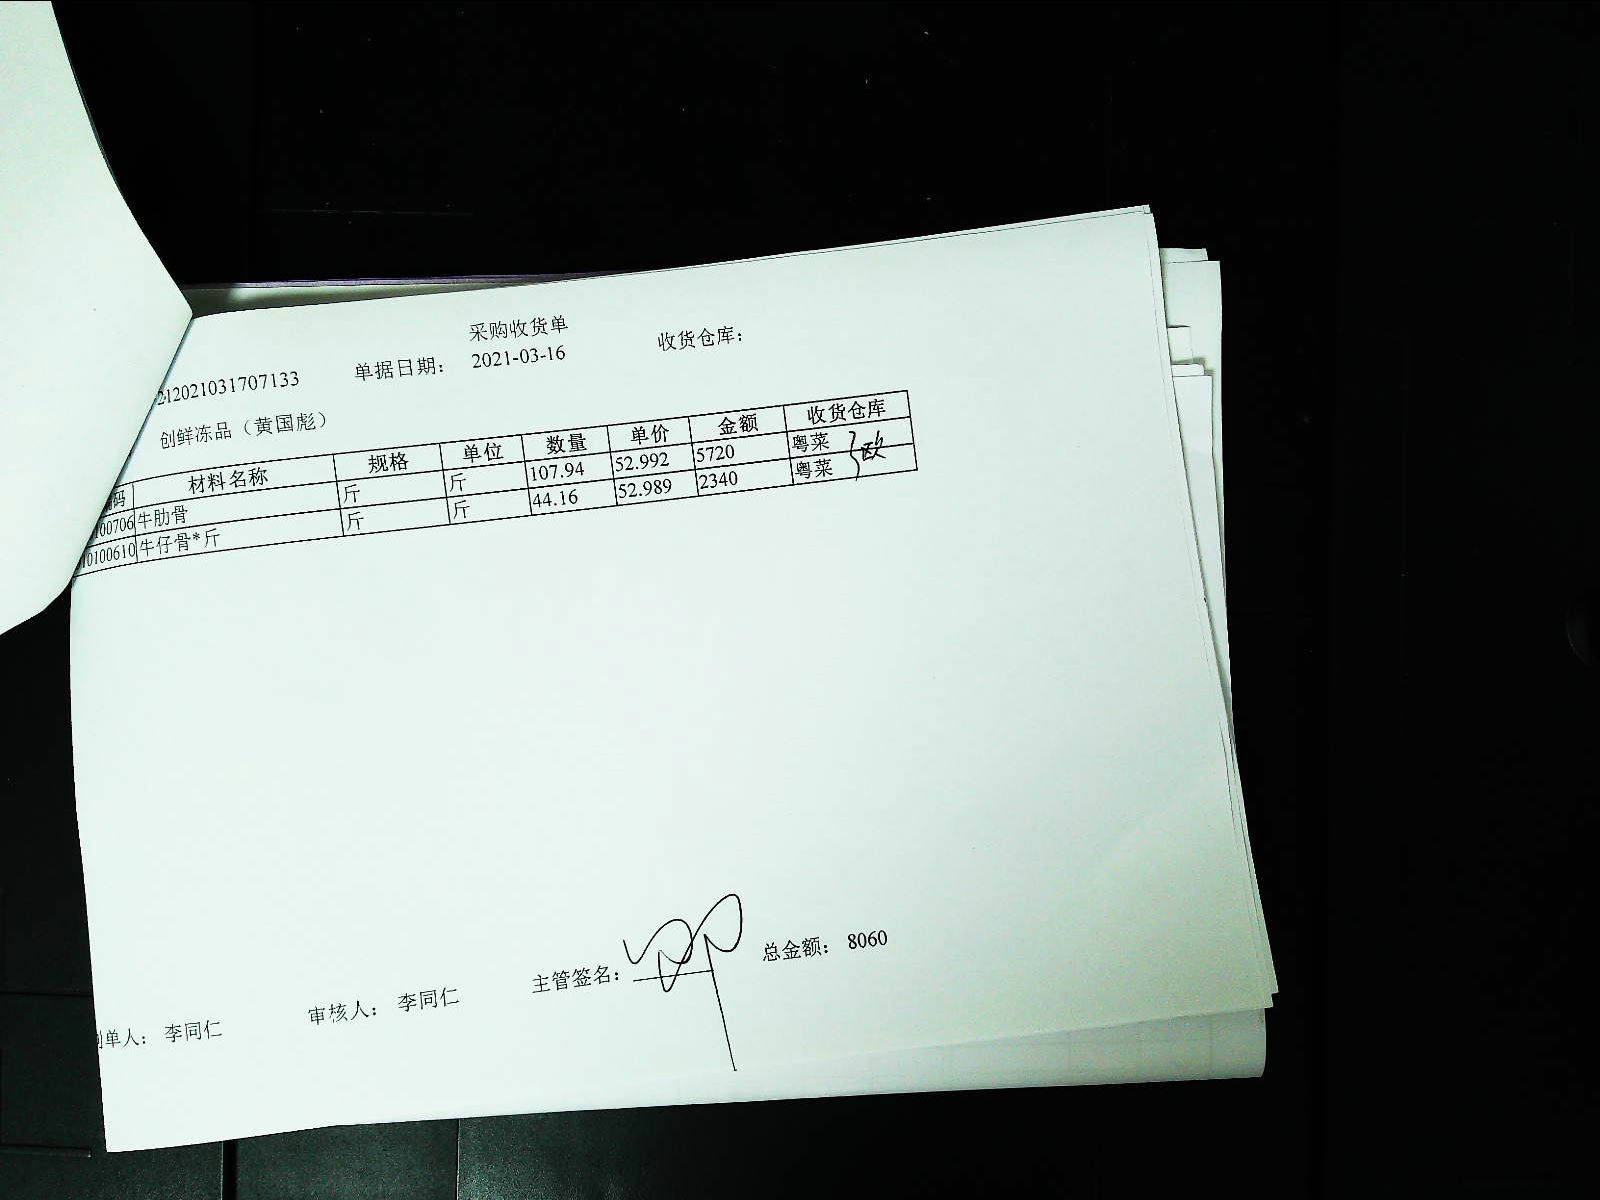 采购收货单
212021031707133 单据日期： 2021-03-16 收货仓库：
创鲜冻品（黄国彪）
码 材料名称 规格 单位 数量 单价 金额 收货仓库
100706 牛肋骨 斤 斤 107.94 52.992 5720 粤菜
0100610 牛仔骨*斤 斤 斤 44.16 52.989 2340 粤菜
单人： 李同仁 审核人： 李同仁 主管签名： 总金额： 8060